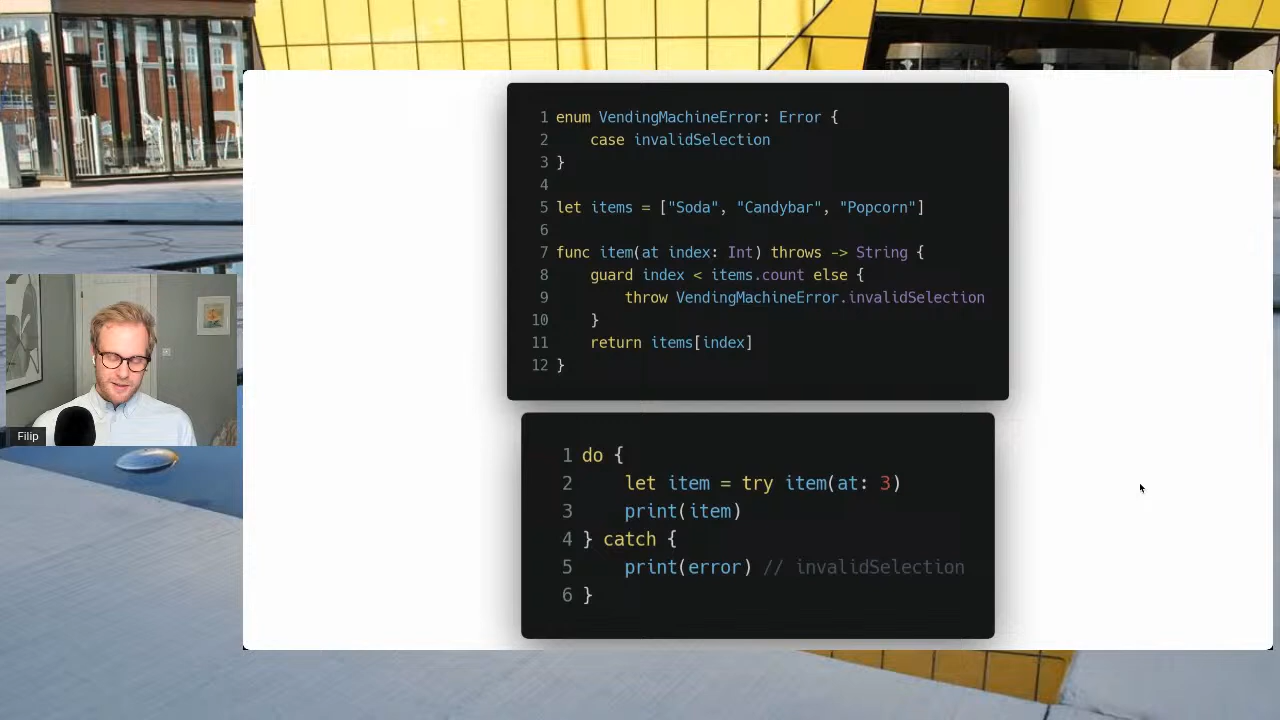 1 enum VendingMachineError: Error {
2     case invalidSelection
3 }
4
5 let items = ["Soda", "Candybar", "Popcorn"]
6
7 func item(at index: Int) throws -> String {
8     guard index < items.count else {
9         throw VendingMachineError.invalidSelection
10     }
11     return items[index]
12 }
Filip
1 do {
2     let item = try item(at: 3)
3     print(item)
4 } catch {
5     print(error) // invalidSelection
6 }